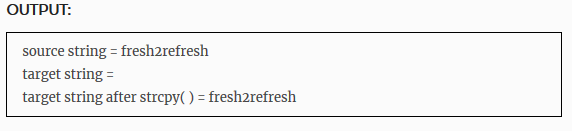 OUTPUT:
source string = fresh2refresh
target string =
target string after strcpy( ) = fresh2refresh